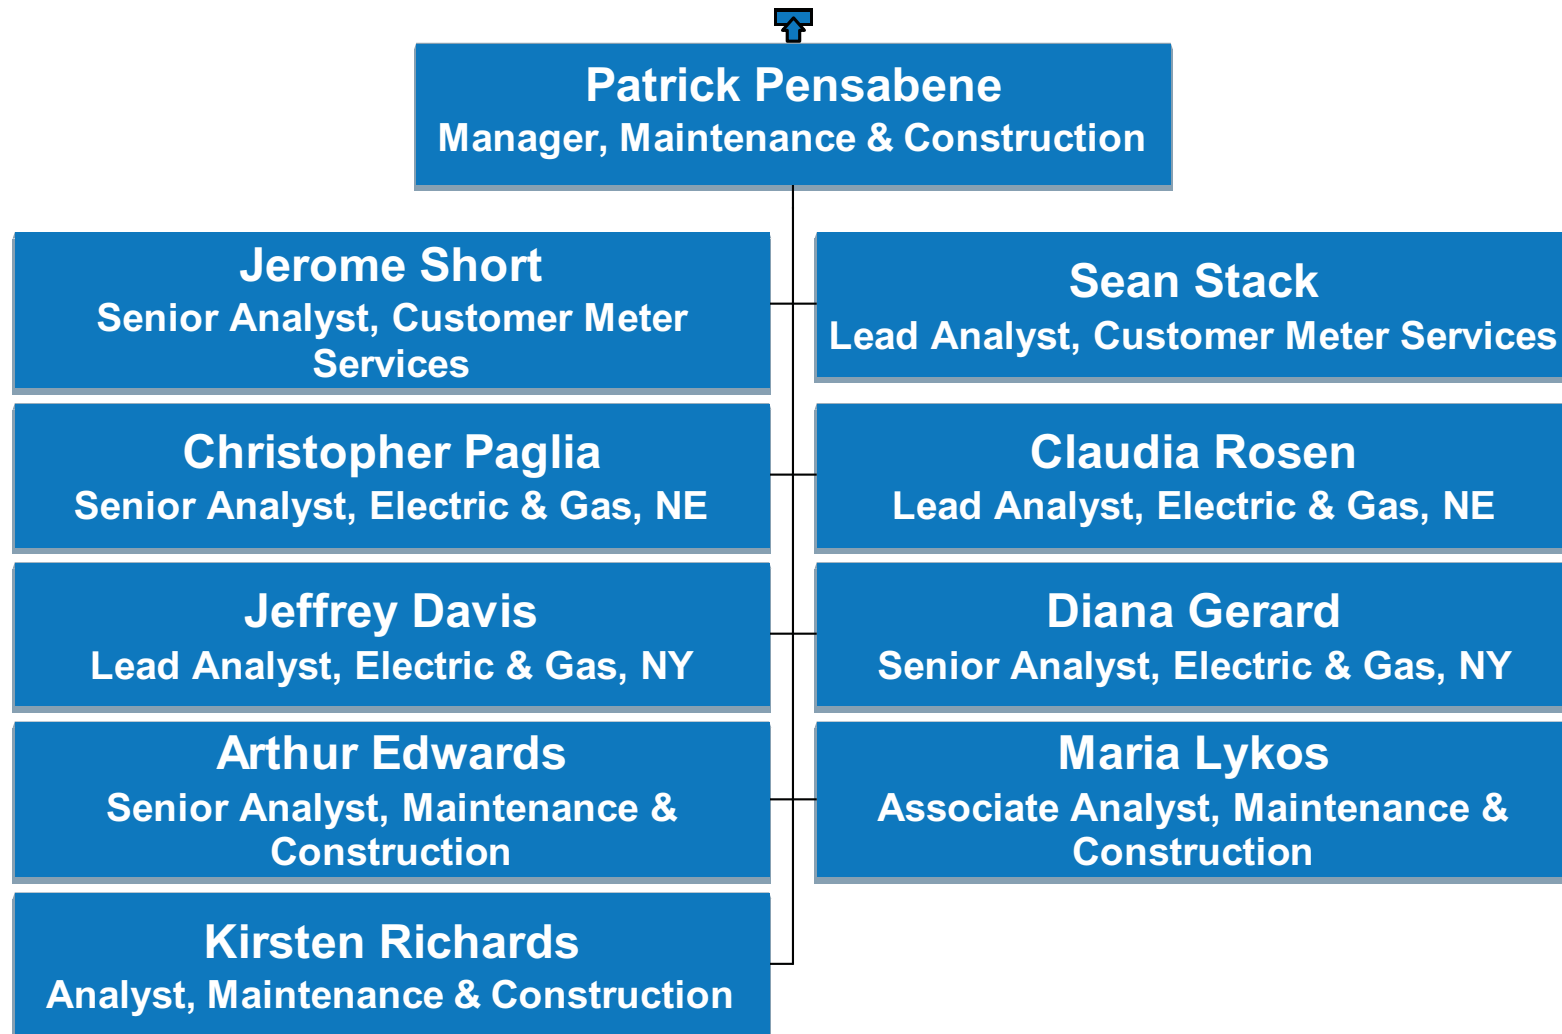 Patrick Pensabene
Manager, Maintenance & Construction
Jerome Short
Senior Analyst, Customer Meter
Services
Sean Stack
Lead Analyst, Customer Meter Services
Christopher Paglia
Senior Analyst, Electric & Gas, NE
Claudia Rosen
Lead Analyst, Electric & Gas, NE
Jeffrey Davis
Lead Analyst, Electric & Gas, NY
Diana Gerard
Senior Analyst, Electric & Gas, NY
Arthur Edwards
Senior Analyst, Maintenance &
Construction
Maria Lykos
Associate Analyst, Maintenance &
Construction
Kirsten Richards
Analyst, Maintenance & Construction